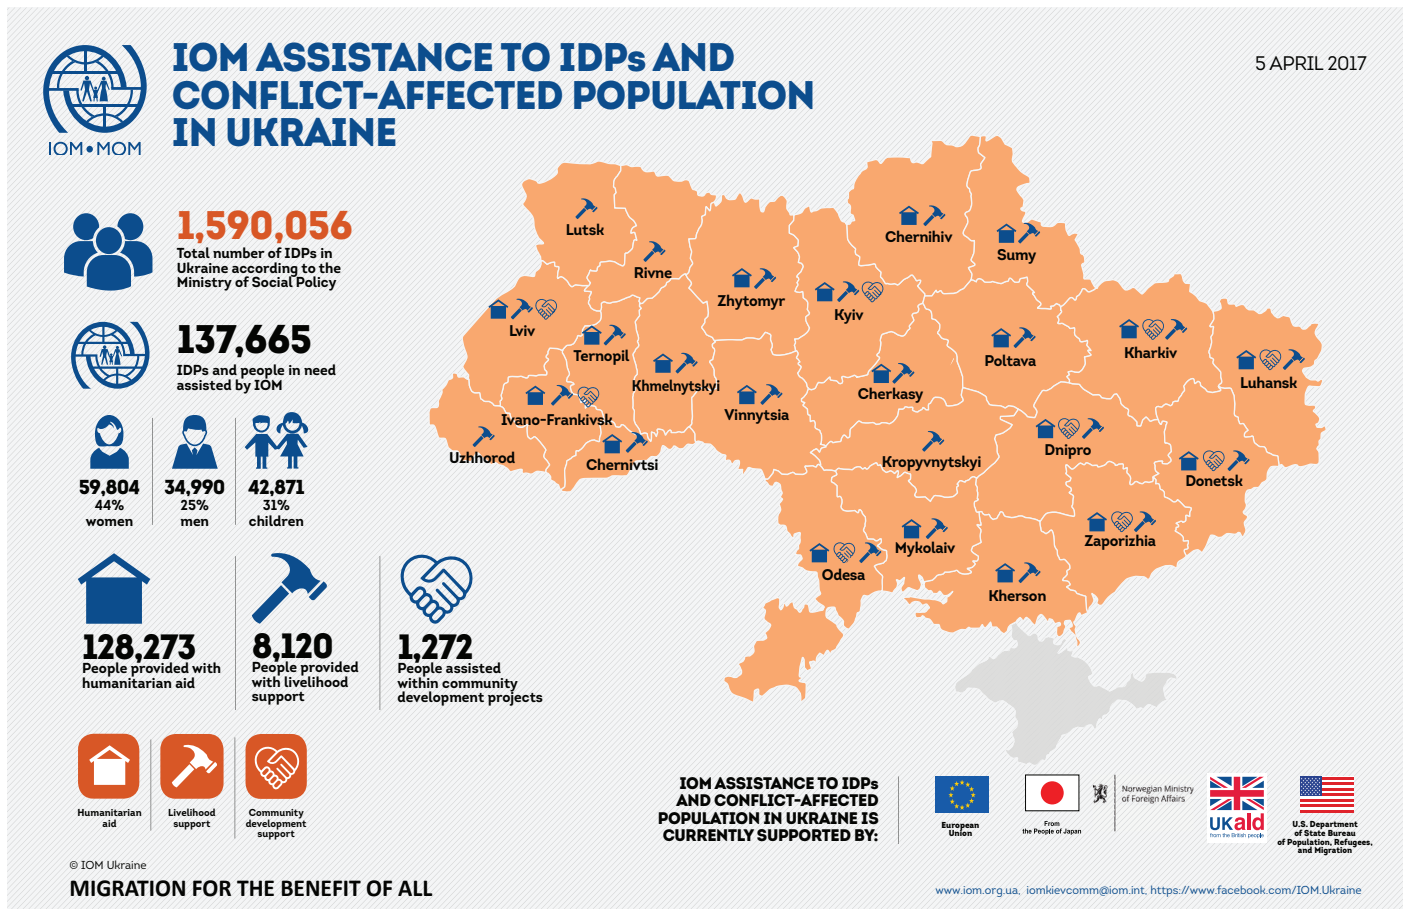 IOM ASSISTANCE TO IDPs AND
CONFLICT-AFFECTED POPULATION
IN UKRAINE
5 APRIL 2017
IOM•MOM
1,590,056
Total number of IDPs in
Ukraine according to the
Ministry of Social Policy
137,665
IDPs and people in need
assisted by IOM
59,804
44%
women
34,990
25%
men
42,871
31%
children
128,273
People provided with
humanitarian aid
8,120
People provided
with livelihood
support
1,272
People assisted
within community
development projects
Humanitarian
aid
Livelihood
support
Community
development
support
Lutsk
Rivne
Zhytomyr
Kyiv
Chernihiv
Sumy
Lviv
Ternopil
Khmelnytskyi
Vinnytsia
Cherkasy
Poltava
Kharkiv
Luhansk
Ivano-Frankivsk
Uzhhorod
Chernivtsi
Kropyvnytskyi
Dnipro
Donetsk
Odesa
Mykolaiv
Zaporizhia
Kherson
IOM ASSISTANCE TO IDPs
AND CONFLICT-AFFECTED
POPULATION IN UKRAINE IS
CURRENTLY SUPPORTED BY:
European
Union
From
the People of Japan
Norwegian Ministry
of Foreign Affairs
UKaid
from the British people
U.S. Department
of State Bureau
of Population, Refugees,
and Migration
© IOM Ukraine
MIGRATION FOR THE BENEFIT OF ALL
www.iom.org.ua, iomkievcomm@iom.int, https://www.facebook.com/IOM.Ukraine